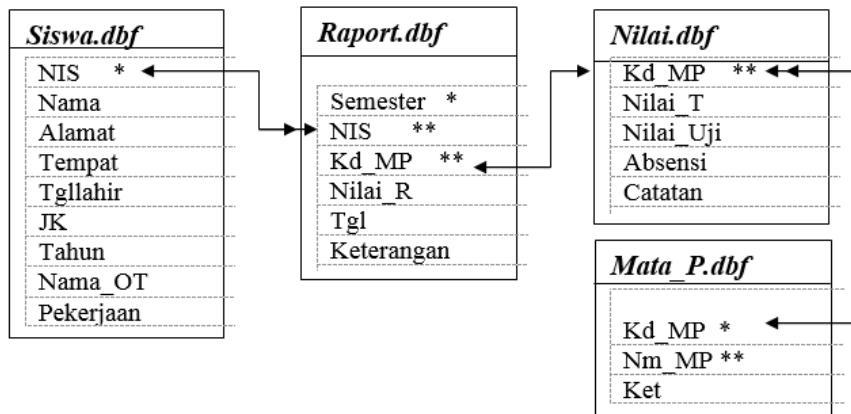 Siswa.dbf
NIS *
Nama
Alamat
Tempat
Tgllahir
JK
Tahun
Nama_OT
Pekerjaan
Raport.dbf
Semester *
NIS **
Kd_MP **
Nilai_R
Tgl
Keterangan
Nilai.dbf
Kd_MP **
Nilai_T
Nilai_Uji
Absensi
Catatan
Mata_P.dbf
Kd_MP *
Nm_MP **
Ket